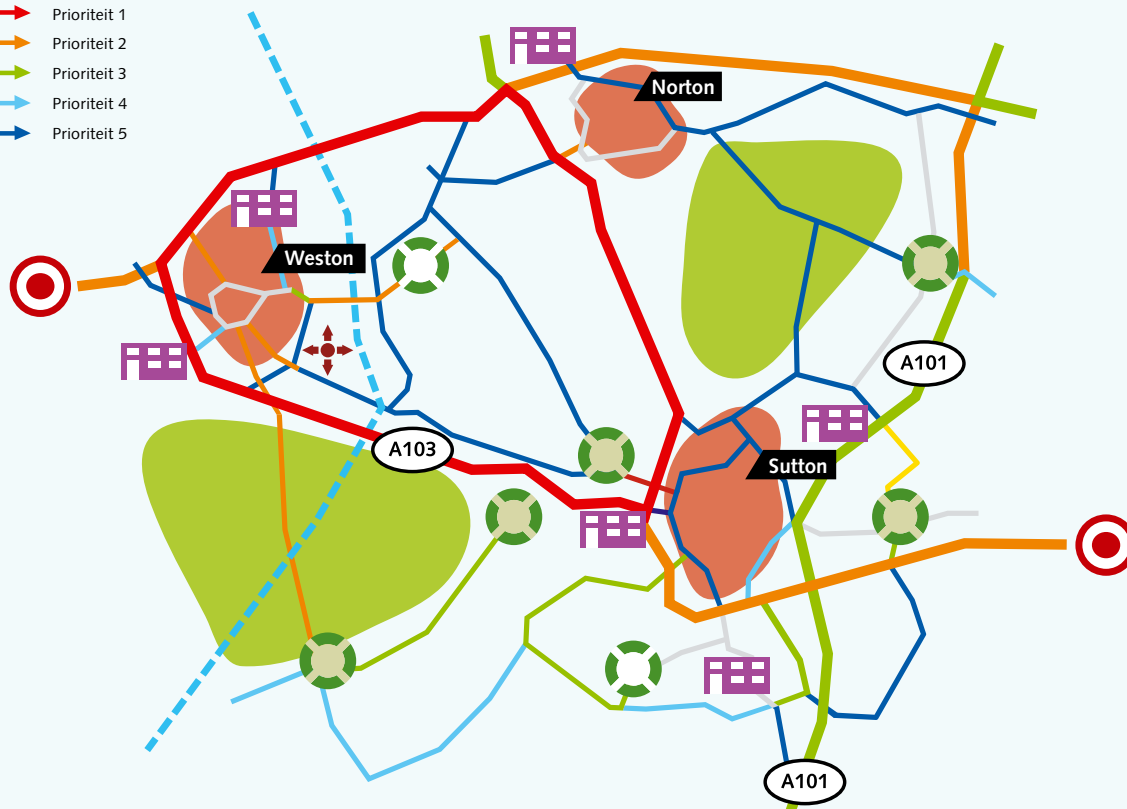 Prioriteit 1
Prioriteit 2
Prioriteit 3
Prioriteit 4
Prioriteit 5
Norton
Weston
A101
A103
Sutton
A101